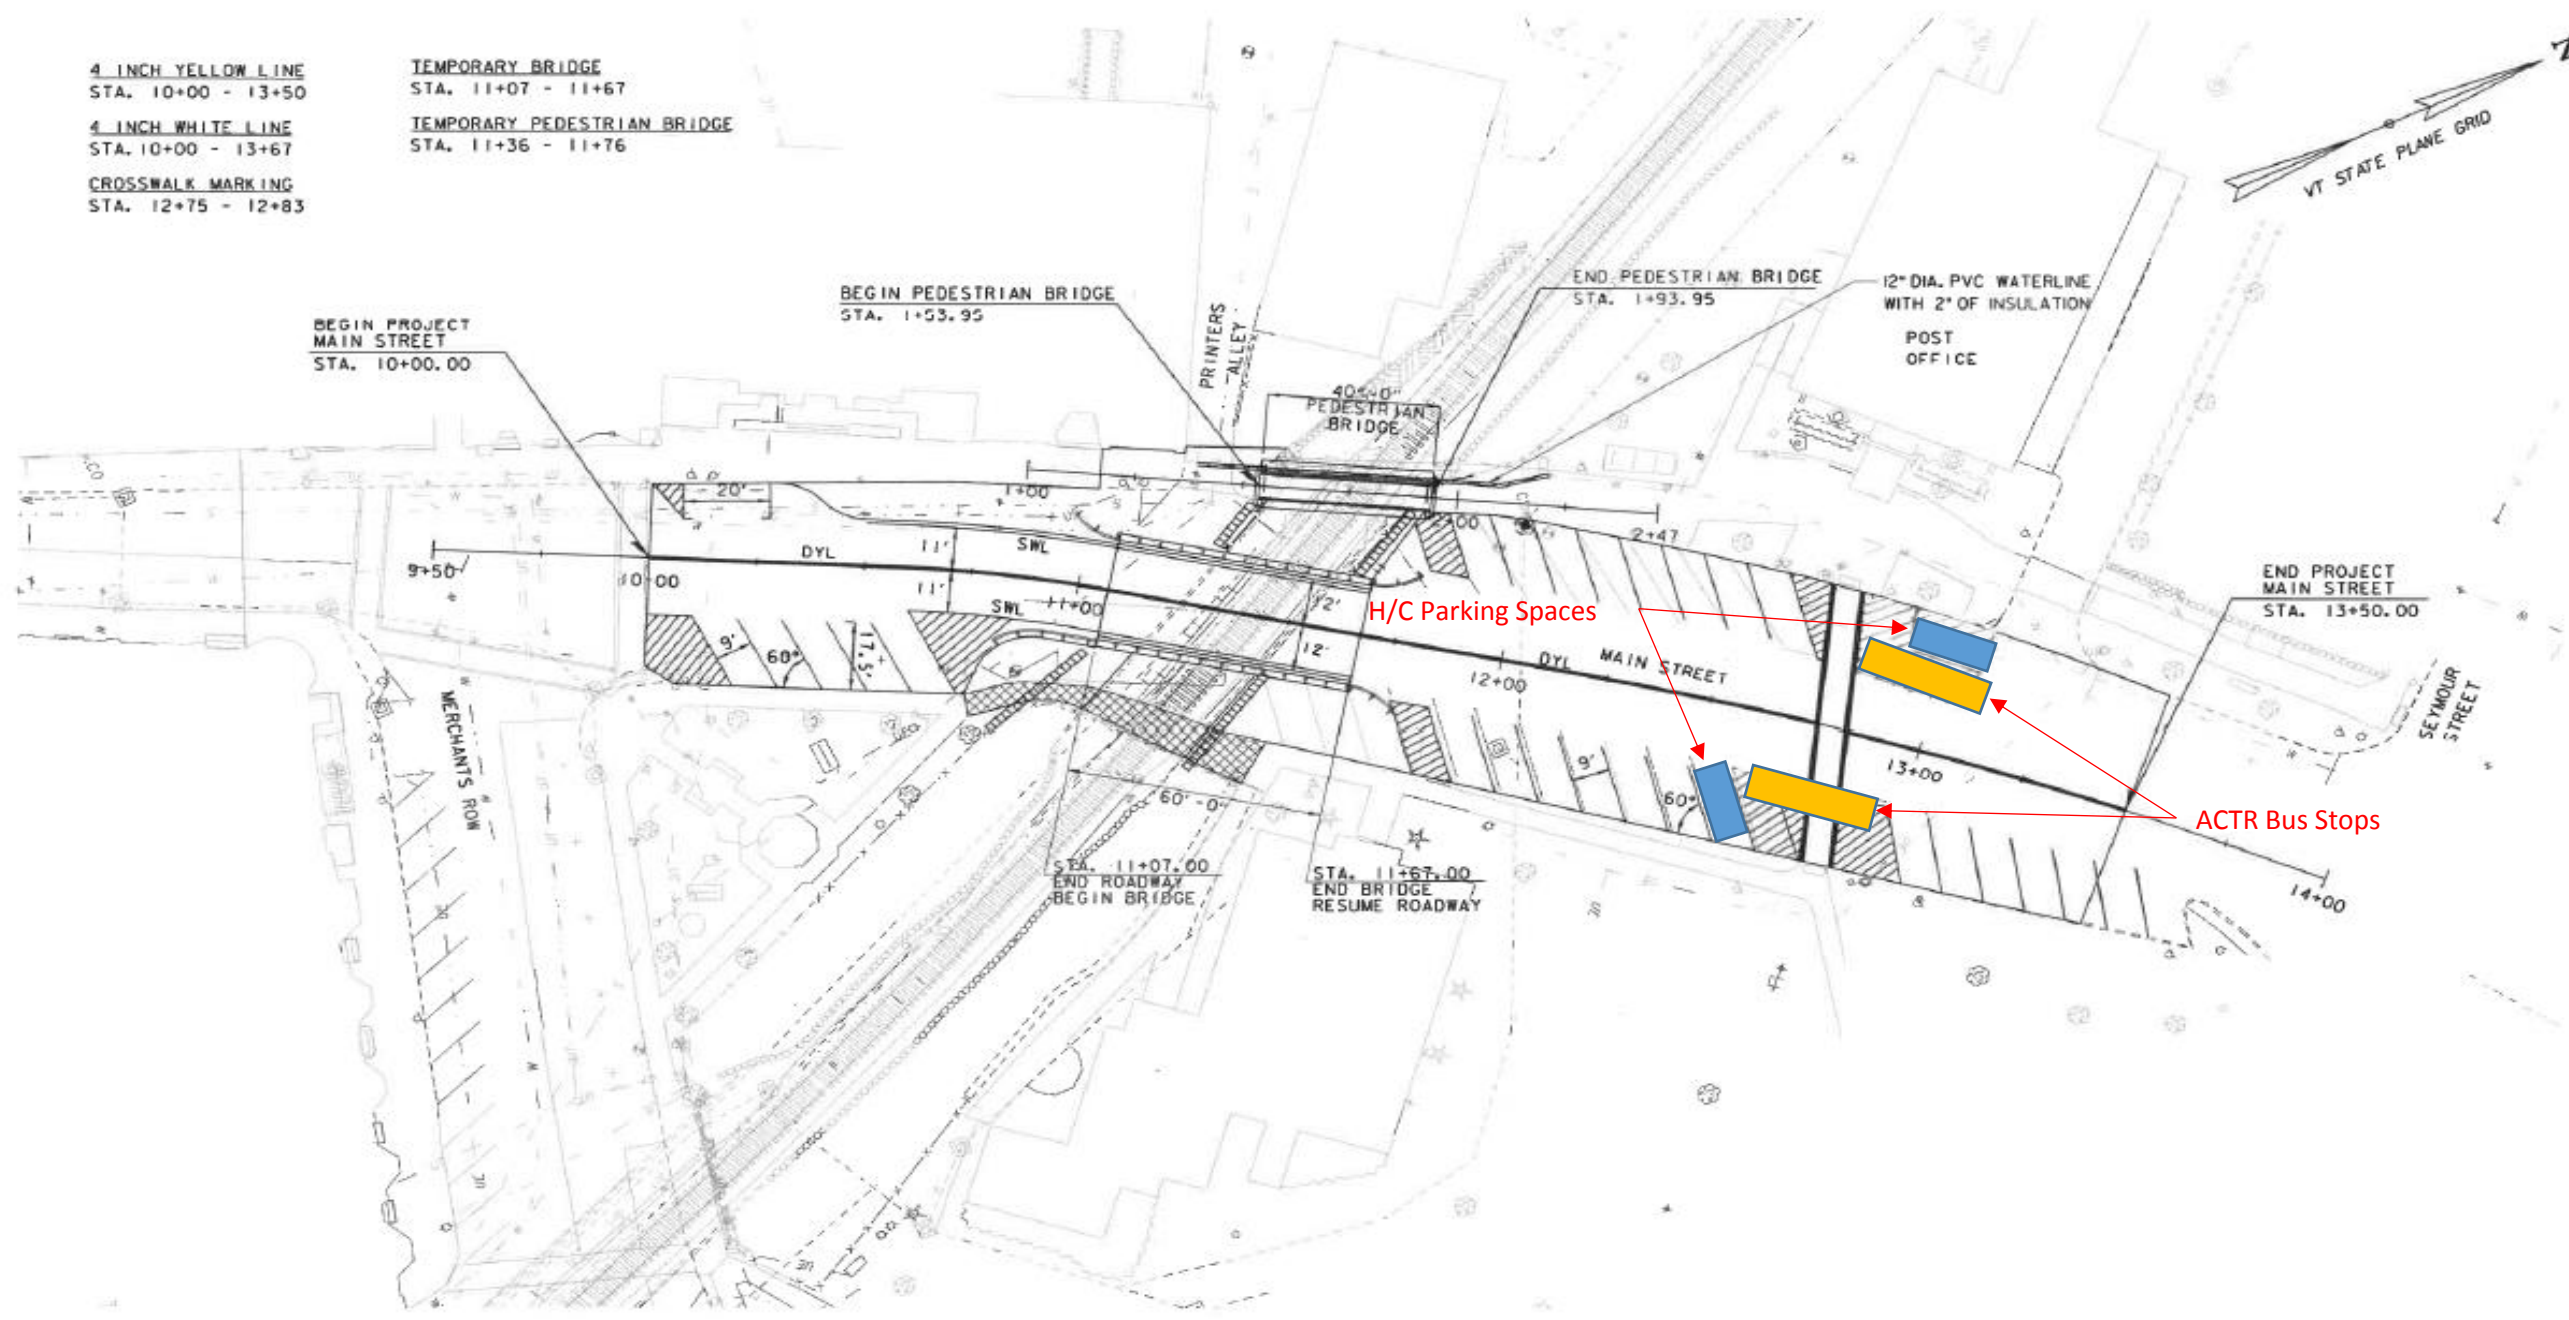 4 INCH YELLOW LINE
STA. 10+00 - 13+50
4 INCH WHITE LINE
STA. 10+00 - 13+67
CROSSWALK MARKING
STA. 12+75 - 12+83
TEMPORARY BRIDGE
STA. 11+07 - 11+67
TEMPORARY PEDESTRIAN BRIDGE
STA. 11+36 - 11+76
VT STATE PLANE GRID
BEGIN PROJECT
MAIN STREET
STA. 10+00.00
BEGIN PEDESTRIAN BRIDGE
STA. 1+53.95
PRINTERS
ALLEY
END PEDESTRIAN BRIDGE
STA. 1+93.95
12" DIA. PVC WATERLINE
WITH 2" OF INSULATION
POST
OFFICE
40'-0"
PEDESTRIAN
BRIDGE
20'
1+00
2+47
9+50
10+00
DYL
11'
11'
SWL
SWL
11+00
12'
12'
9'
60°
17.5'
H/C Parking Spaces
DYL
MAIN STREET
12+00
13+00
14+00
9'
60°
END PROJECT
MAIN STREET
STA. 13+50.00
SEYMOUR
STREET
ACTR Bus Stops
MERCHANTS ROW
60'-0"
STA. 11+07.00
END ROADWAY
BEGIN BRIDGE
STA. 11+67.00
END BRIDGE
RESUME ROADWAY